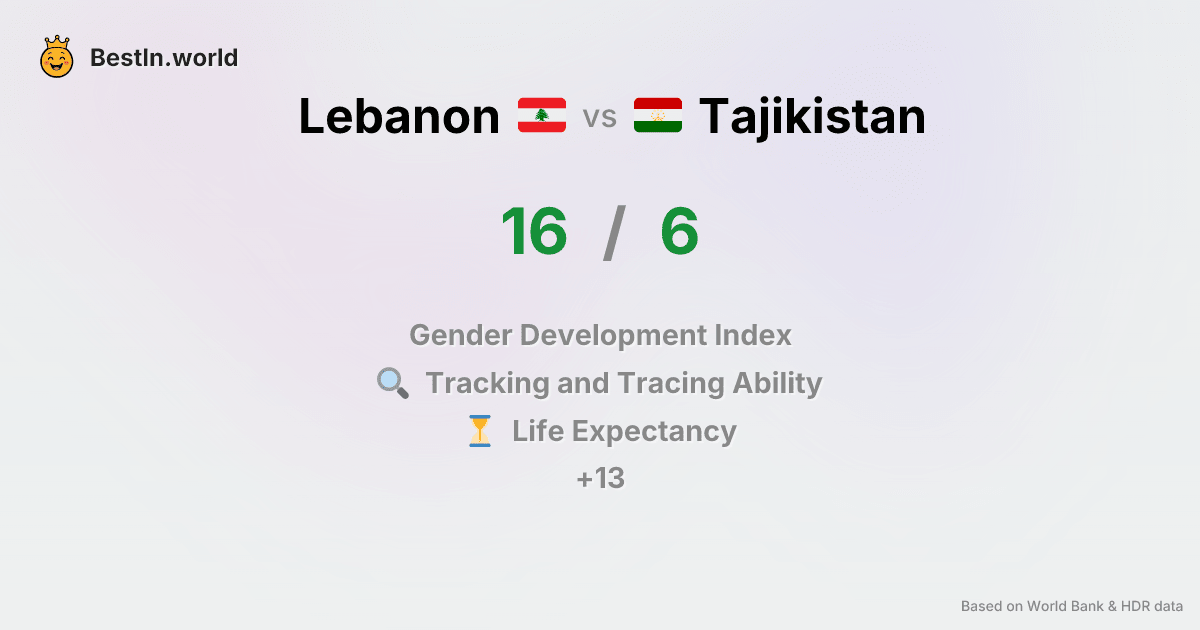 BestIn.world
Lebanon vs Tajikistan
16 / 6
Gender Development Index
Tracking and Tracing Ability
Life Expectancy
+13
Based on World Bank & HDR data